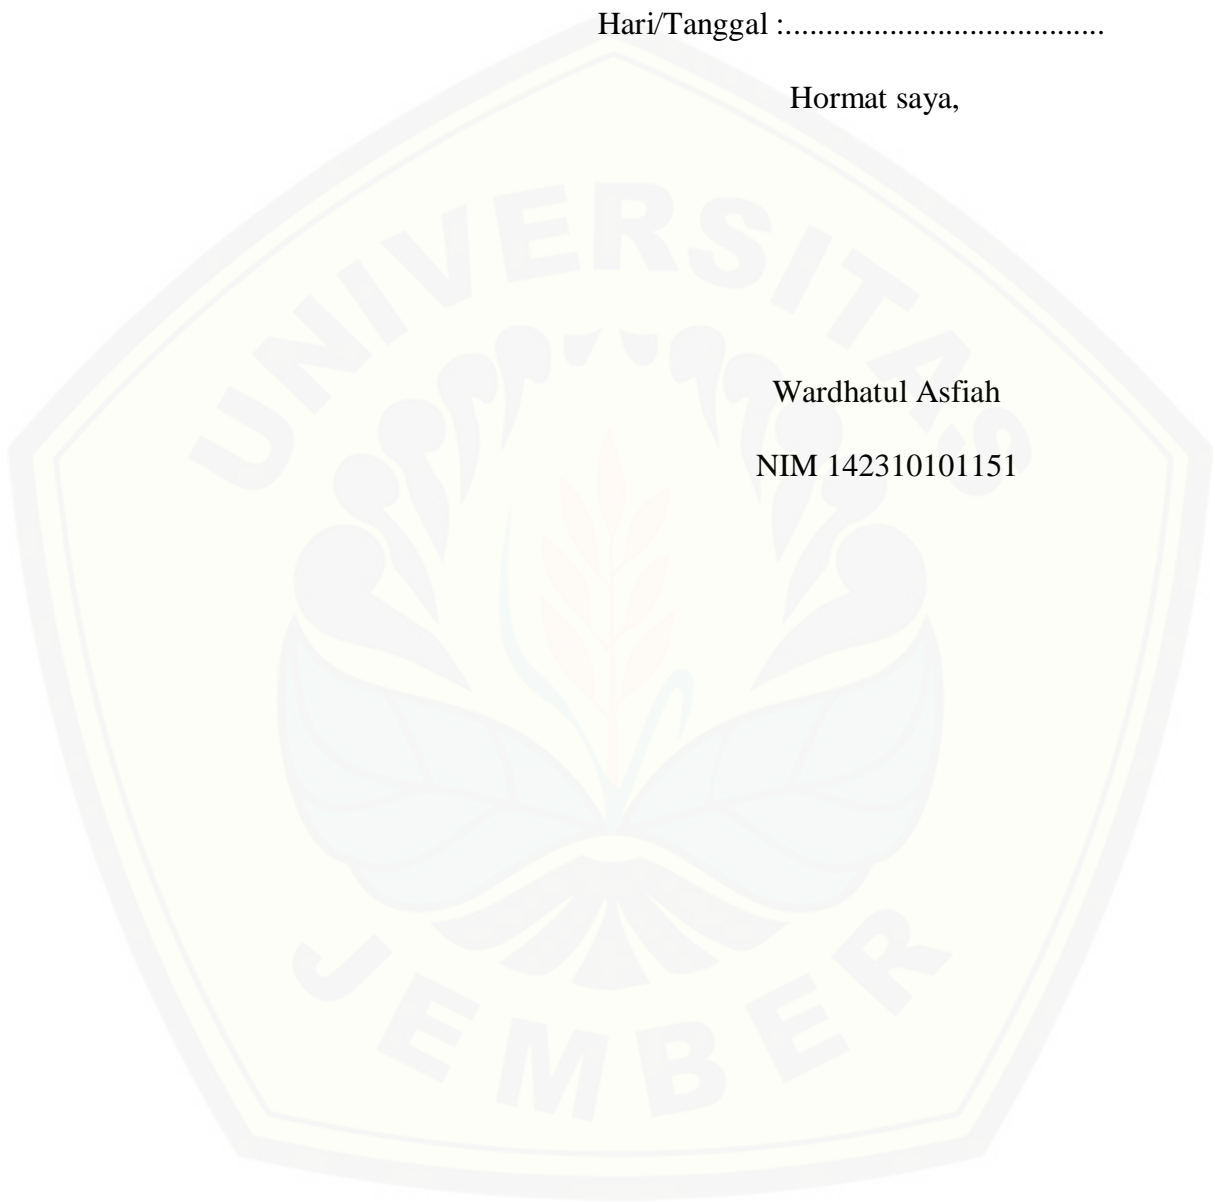 Hari/Tanggal :.......................................
Hormat saya,
UNIVERSITAS
Wardhatul Asfiah
NIM 142310101151
JEMBER